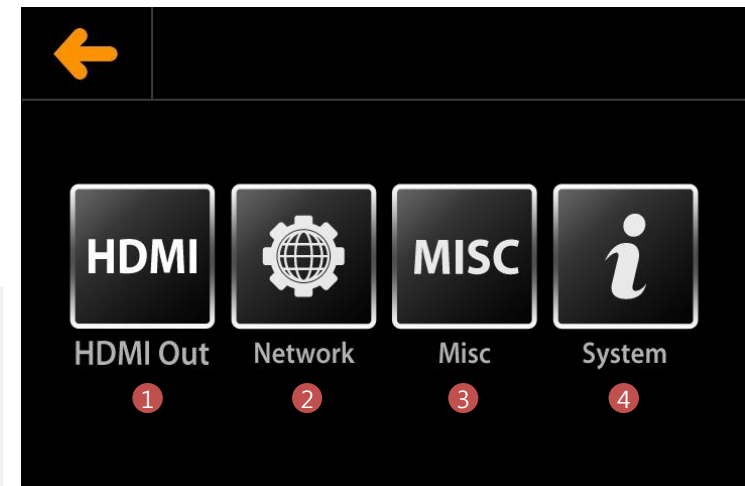 HDMI
MISC
i
HDMI Out
Network
Misc
System
1
2
3
4